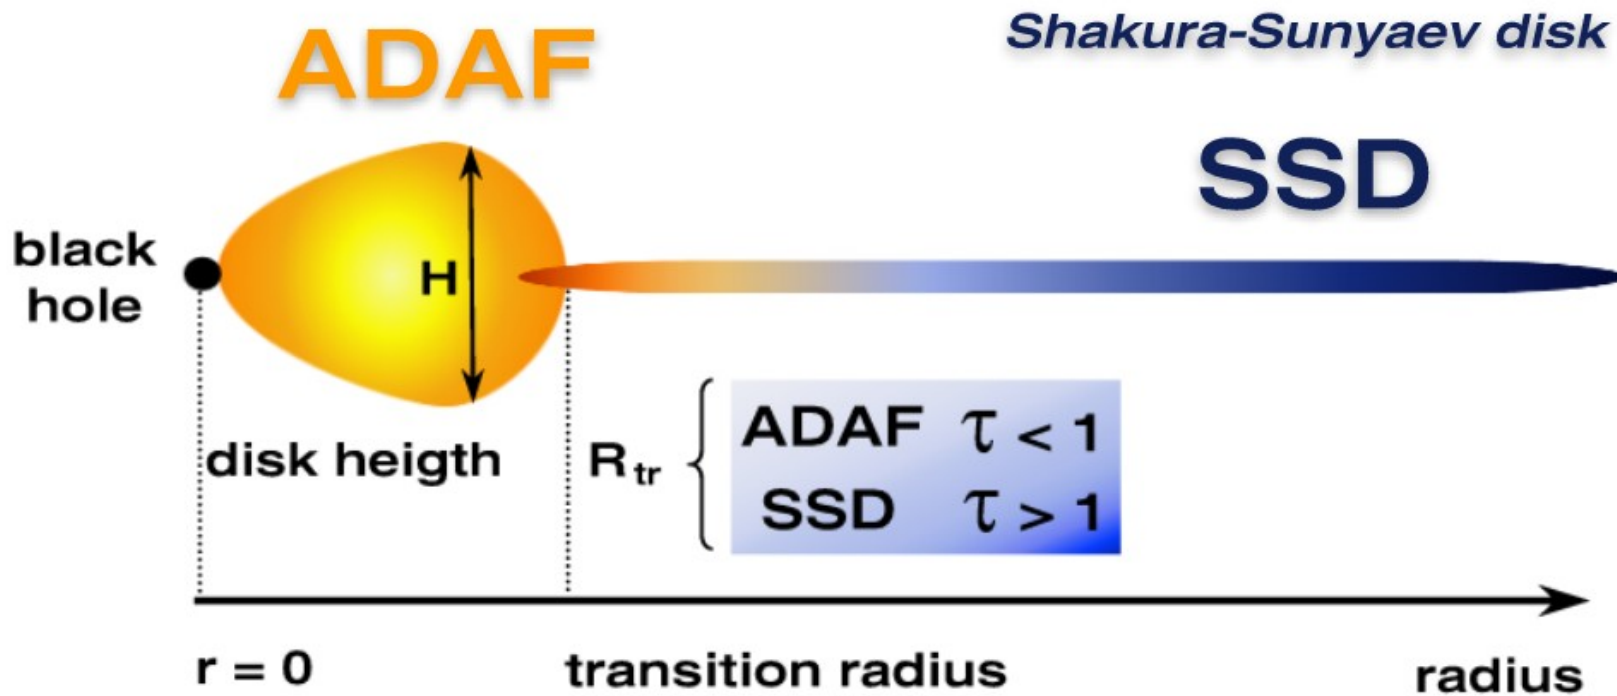 ADAF
Shakura-Sunyaev disk
SSD
black
hole
H
disk heigth
R tr
ADAF τ < 1
SSD τ > 1
r = 0
transition radius
radius